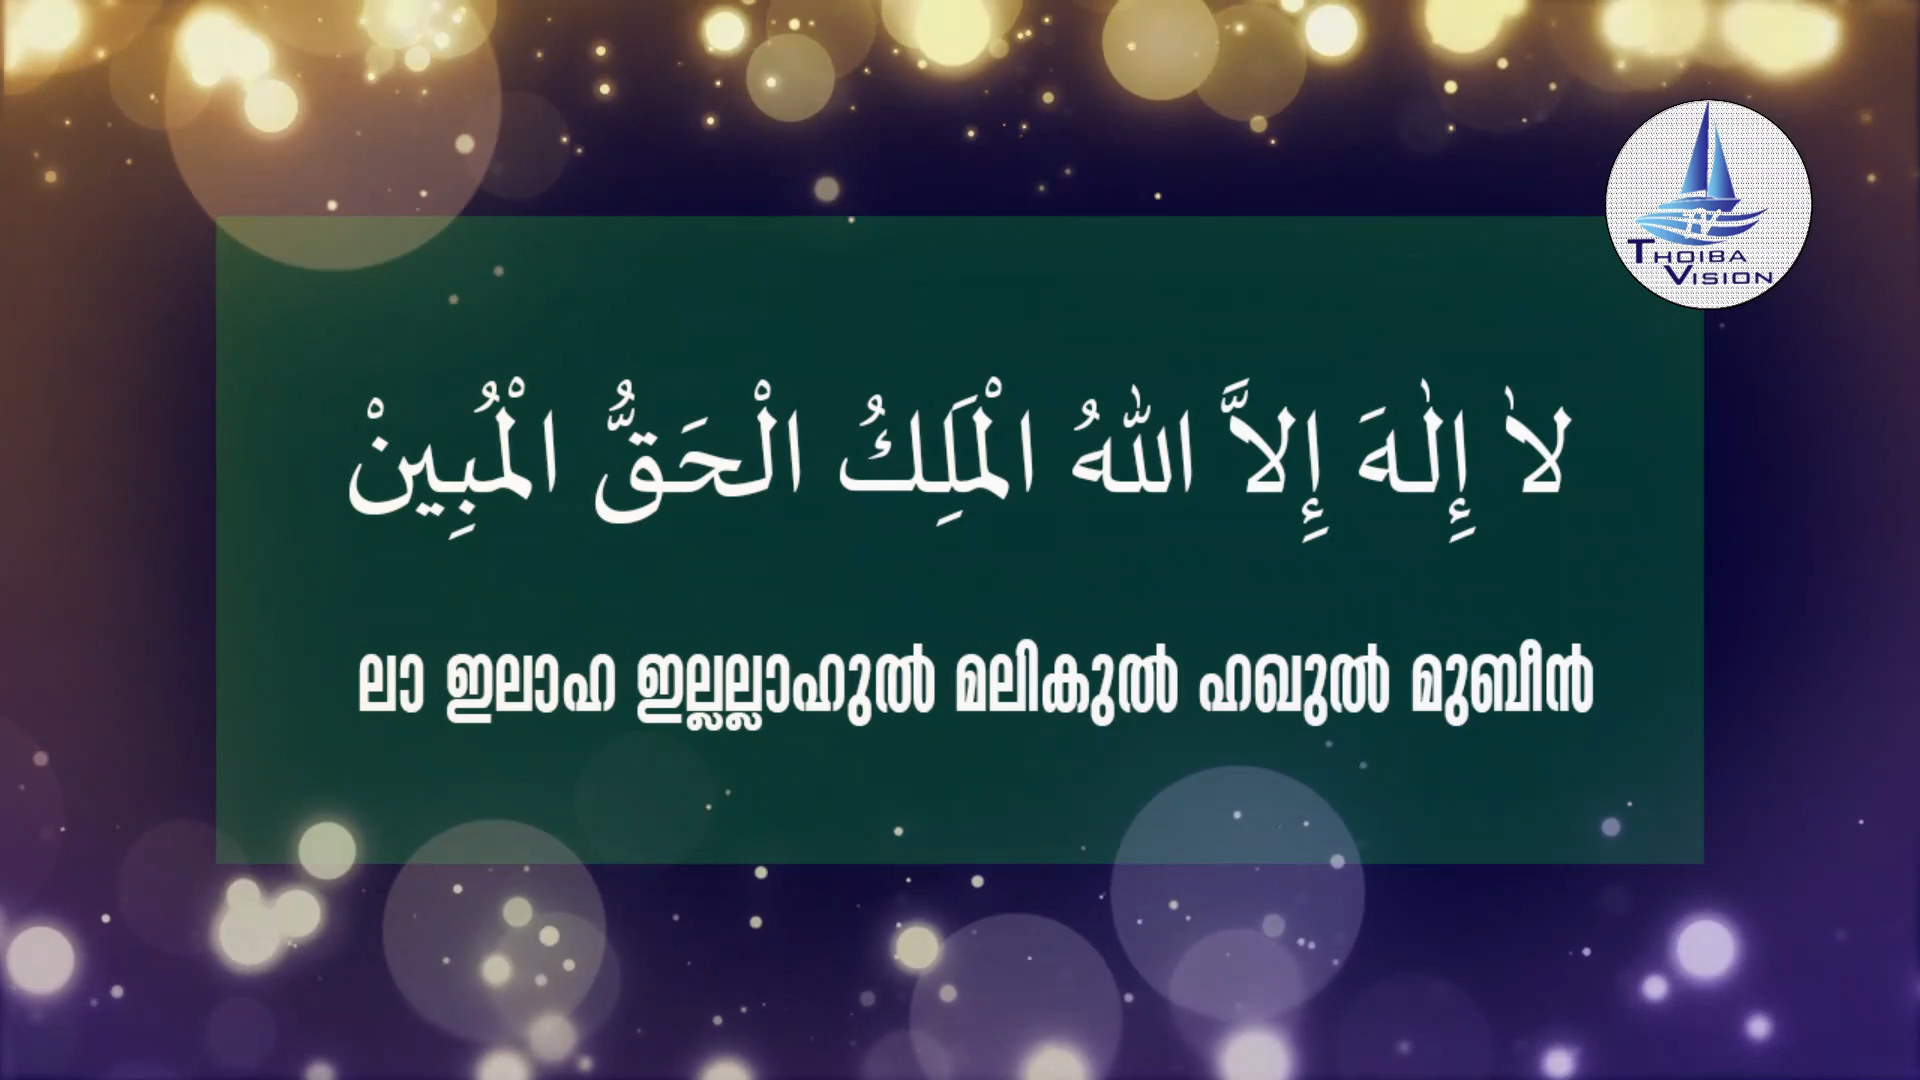 THOIBA
VISION
لاٰ إِلٰهَ إِلاَّ اللهُ الْمَلِكُ الْحَقُّ الْمُبِينْ
ലാ ഇലാഹ ഇല്ലല്ലാഹുൽ മലികുൽ ഹഖുൽ മുബീൻ